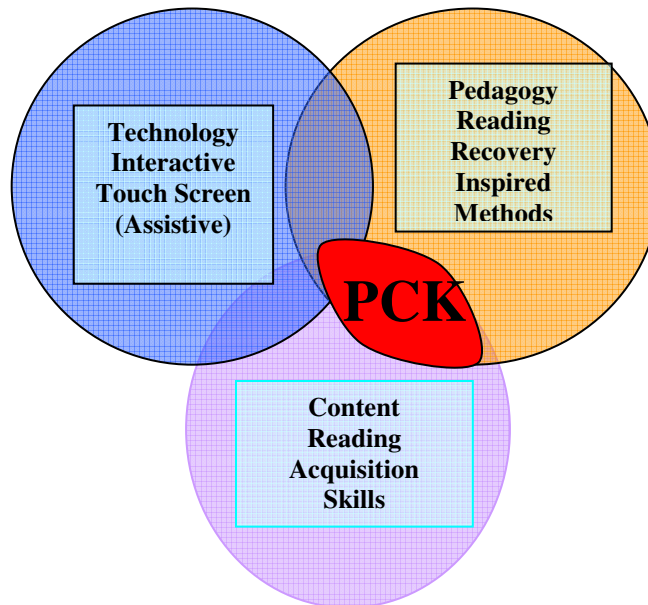 Technology
Interactive
Touch Screen
(Assistive)
Pedagogy
Reading
Recovery
Inspired
Methods
PCK
Content
Reading
Acquisition
Skills